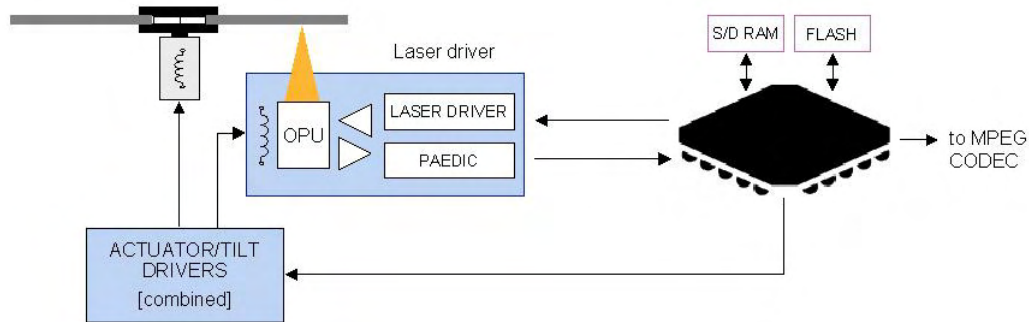 S/D RAM
FLASH
Laser driver
OPU
LASER DRIVER
PAEDIC
to MPEG
CODEC
ACTUATOR/TILT
DRIVERS
[combined]